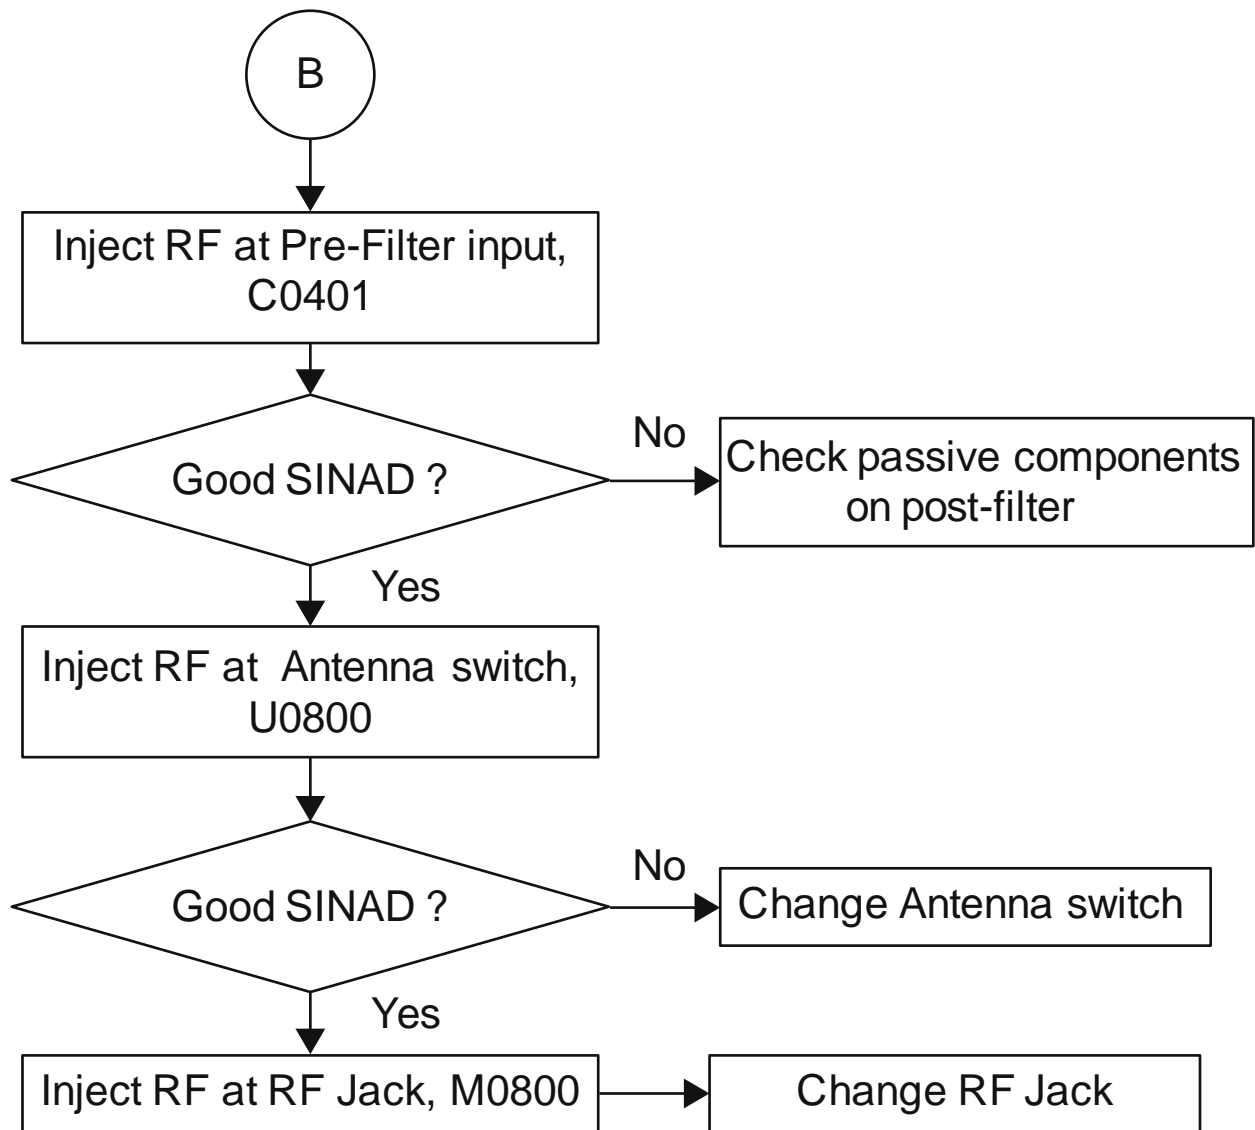 B
Inject RF at Pre-Filter input,
C0401
Good SINAD ?
No
Check passive components
on post-filter
Yes
Inject RF at Antenna switch,
U0800
Good SINAD ?
No
Change Antenna switch
Yes
Inject RF at RF Jack, M0800
Change RF Jack